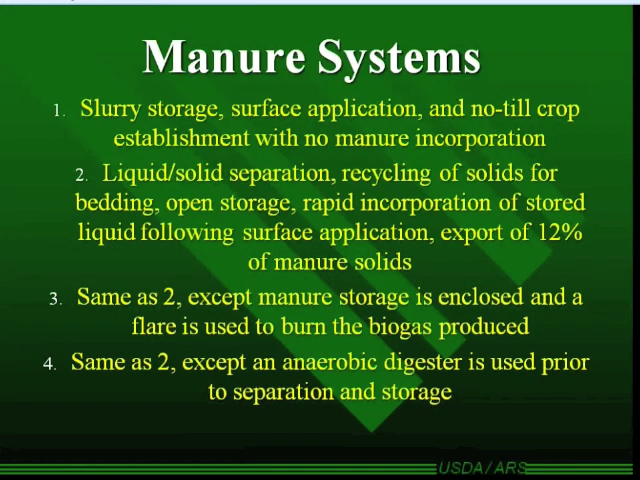 Manure Systems
1. Slurry storage, surface application, and no-till crop
establishment with no manure incorporation
2. Liquid/solid separation, recycling of solids for
bedding, open storage, rapid incorporation of stored
liquid following surface application, export of 12%
of manure solids
3. Same as 2, except manure storage is enclosed and a
flare is used to burn the biogas produced
4. Same as 2, except an anaerobic digester is used prior
to separation and storage
USDA/ARS